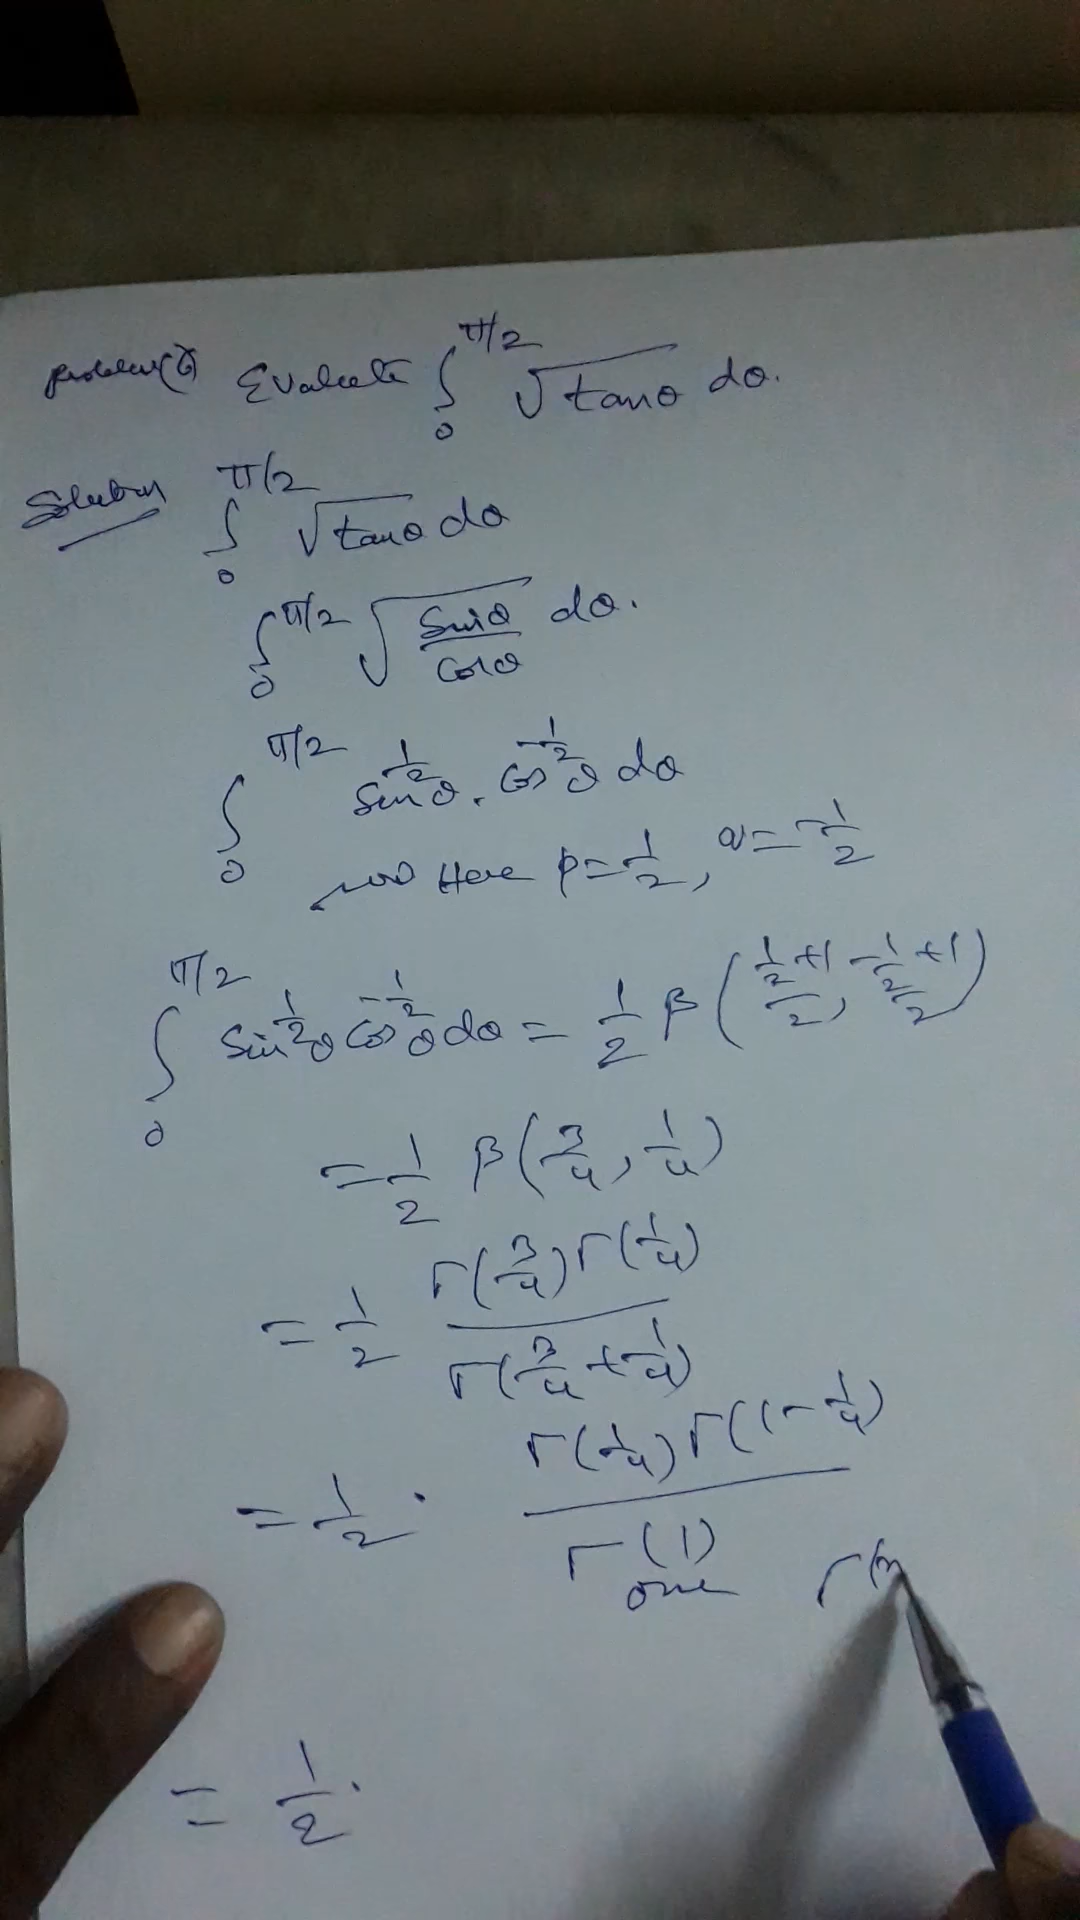 Problem(8) Evaluate ∫₀^π/2 √tanθ dθ.
Solution ∫₀^π/2 √tanθ dθ
∫₀^π/2 √(sinθ/cosθ) dθ.
∫₀^π/2 sin^1/2 θ. cos^-1/2 θ dθ
Here p=1/2, q=-1/2
∫₀^π/2 sin^1/2 θ cos^-1/2 θ dθ = 1/2 β((1/2+1)/2, (-1/2+1)/2)
= 1/2 β(3/4, 1/4)
= 1/2 Γ(3/4)Γ(1/4) / Γ(3/4+1/4)
= 1/2 . Γ(1/4)Γ(1-1/4) / Γ(1)
one Γ(n
= 1/2 .